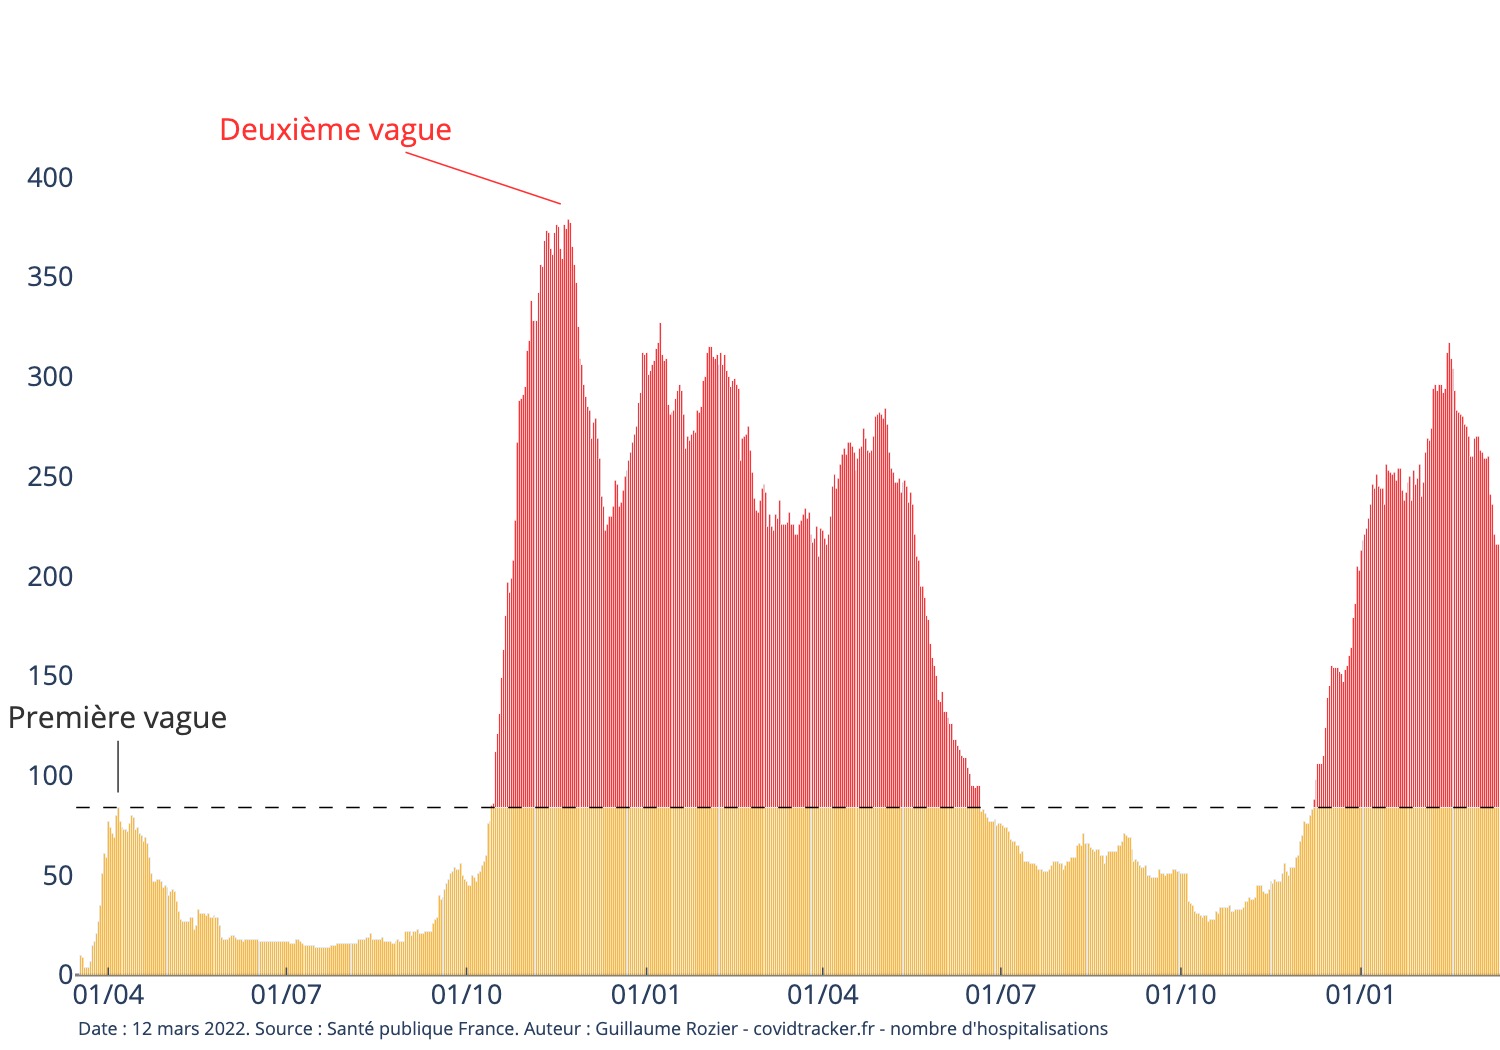 Deuxième vague
400
350
300
250
200
150
Première vague
100
50
0
01/04 01/07 01/10 01/01 01/04 01/07 01/10 01/01
Date : 12 mars 2022. Source : Santé publique France. Auteur : Guillaume Rozier - covidtracker.fr - nombre d'hospitalisations